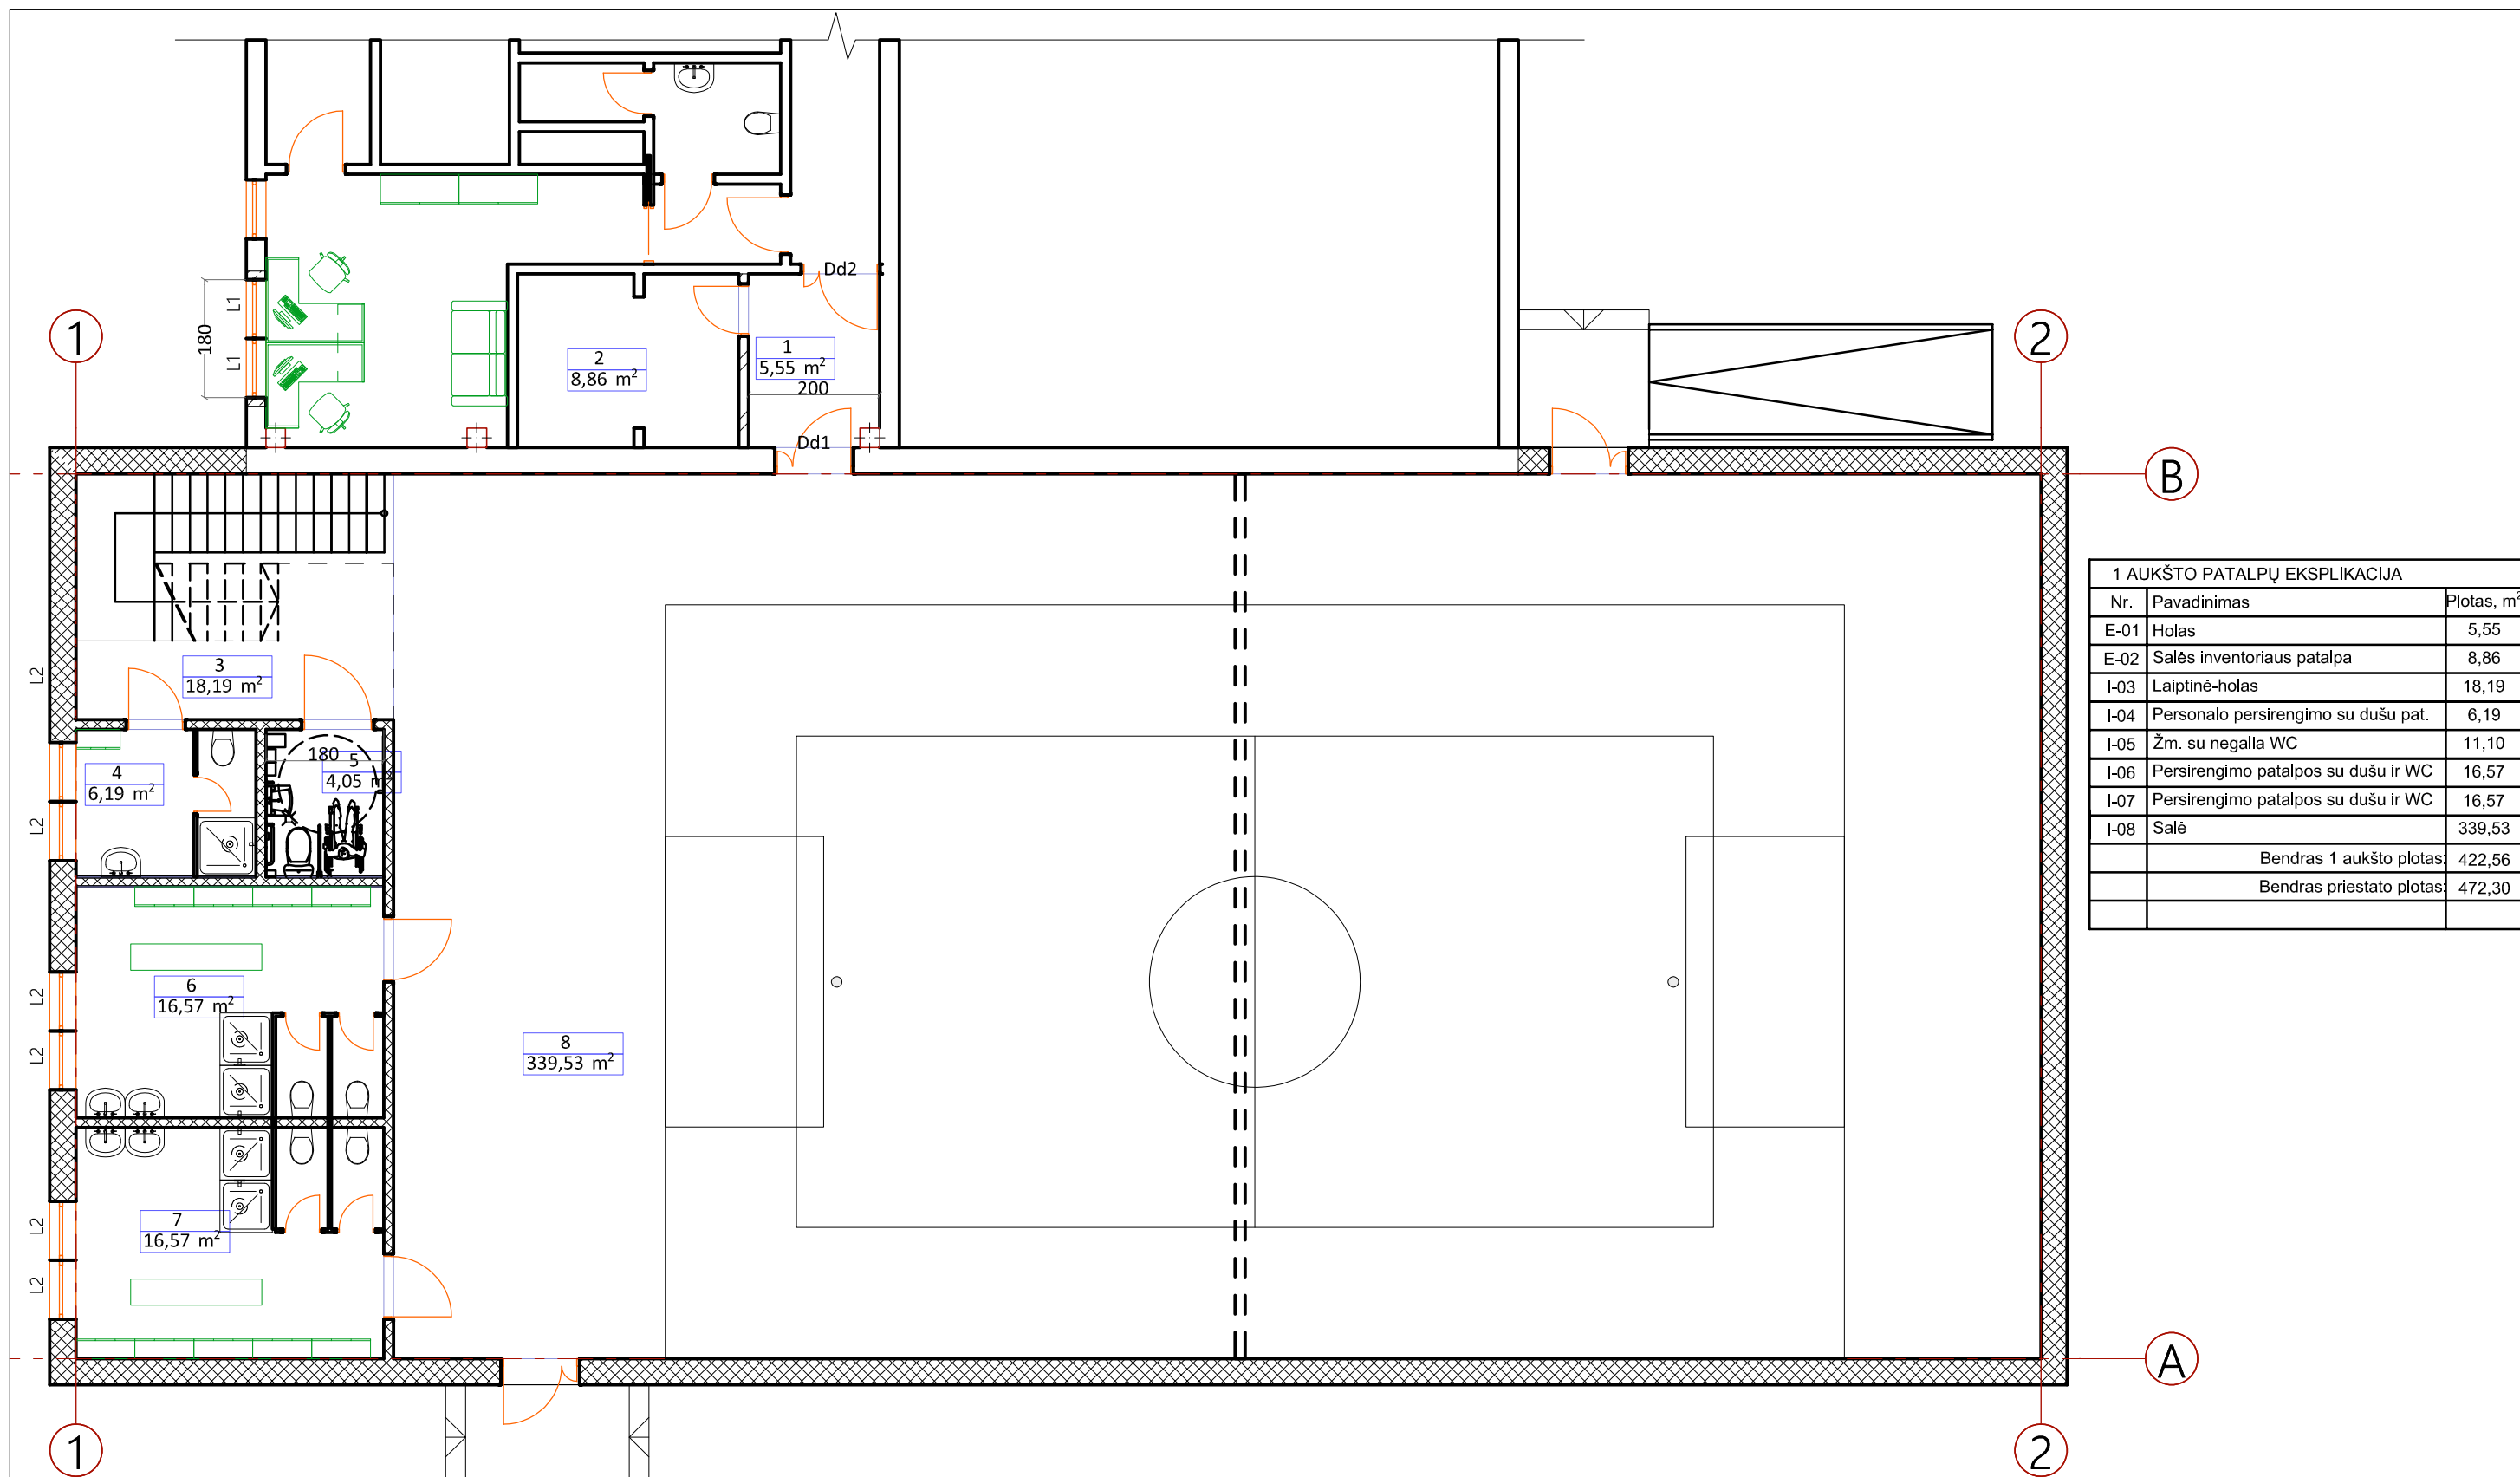 Dd2
L1
1
180
L1
2
8,86 m²
1
5,55 m²
200
2
Dd1
B
1 AUKŠTO PATALPŲ EKSPLIKACIJA
Nr. Pavadinimas Plotas, m²
E-01 Holas 5,55
E-02 Salės inventoriaus patalpa 8,86
I-03 Laiptinė-holas 18,19
I-04 Personalo persirengimo su dušu pat. 6,19
I-05 Žm. su negalia WC 11,10
I-06 Persirengimo patalpos su dušu ir WC 16,57
I-07 Persirengimo patalpos su dušu ir WC 16,57
I-08 Salė 339,53
Bendras 1 aukšto plotas: 422,56
Bendras priestato plotas: 472,30
L2
3
18,19 m²
180
5
4,05 m²
4
6,19 m²
L2
6
16,57 m²
L2
L2
8
339,53 m²
7
16,57 m²
L2
L2
A
1
2